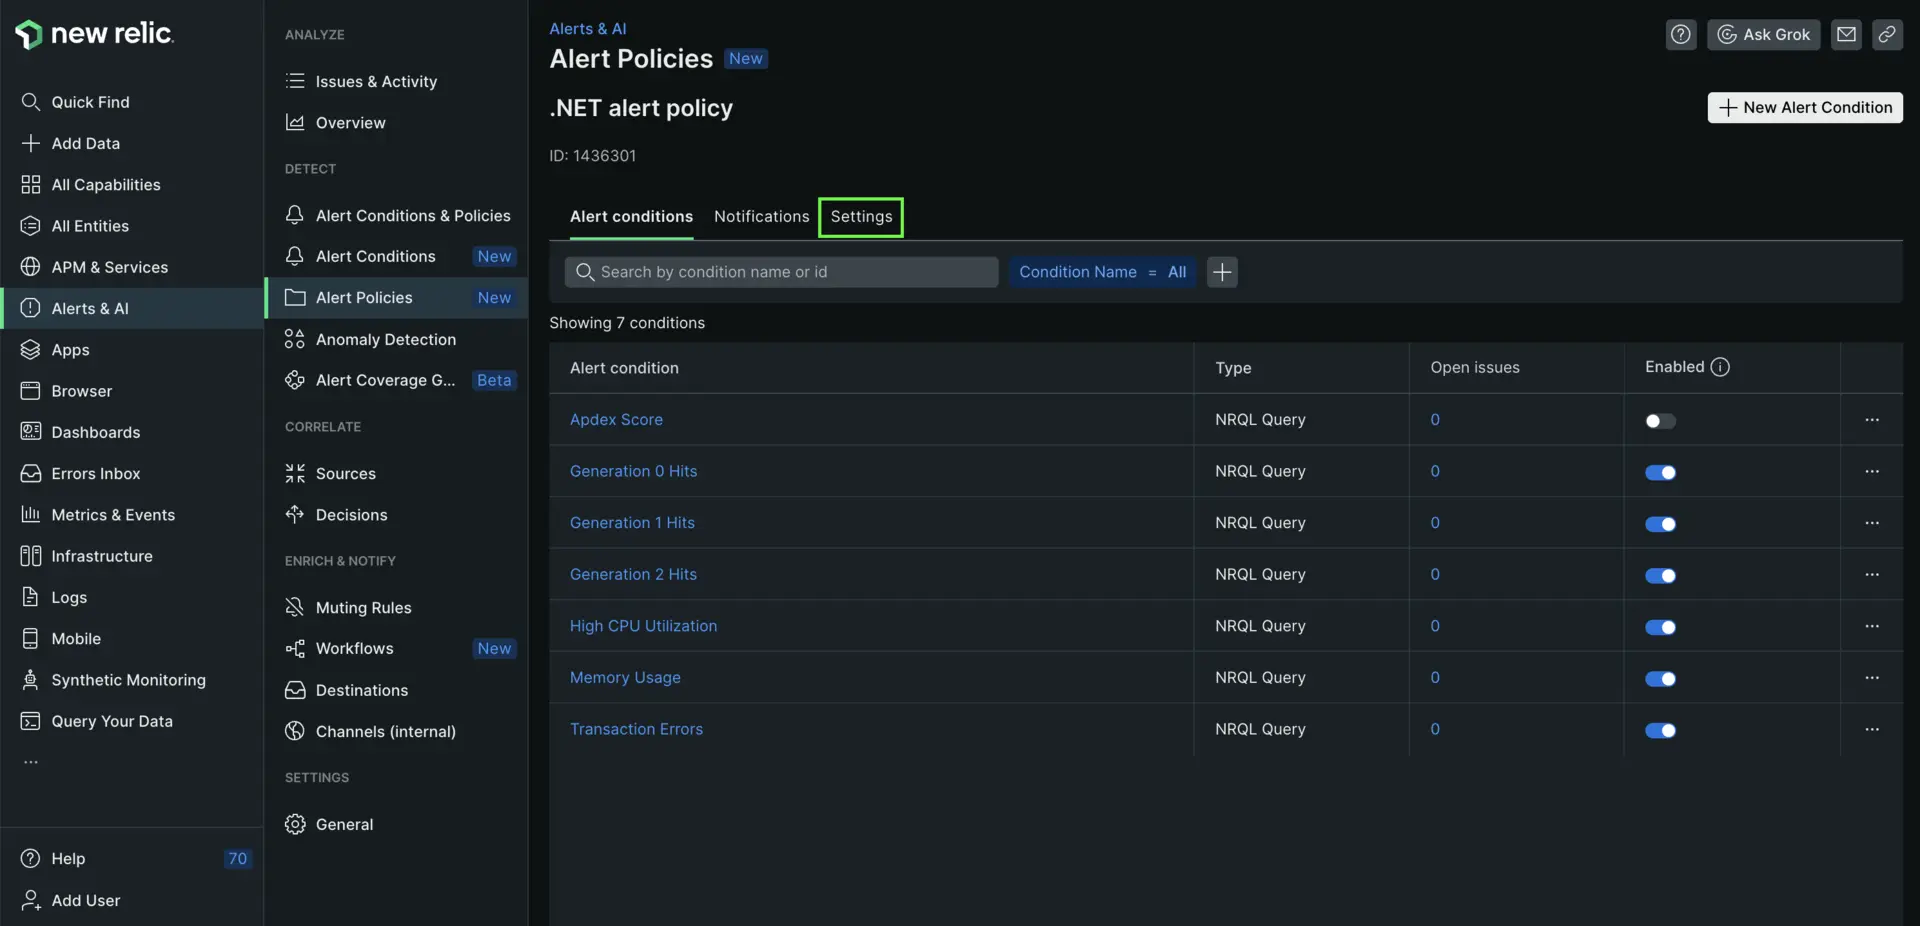 new relic.
Quick Find
Add Data
All Capabilities
All Entities
APM & Services
Alerts & AI
Apps
Browser
Dashboards
Errors Inbox
Metrics & Events
Infrastructure
Logs
Mobile
Synthetic Monitoring
Query Your Data
...
Help 70
Add User
ANALYZE
Issues & Activity
Overview
DETECT
Alert Conditions & Policies
Alert Conditions New
Alert Policies New
Anomaly Detection
Alert Coverage G... Beta
CORRELATE
Sources
Decisions
ENRICH & NOTIFY
Muting Rules
Workflows New
Destinations
Channels (internal)
SETTINGS
General
Alerts & AI
Alert Policies New
Ask Grok
.NET alert policy
New Alert Condition
ID: 1436301
Alert conditions Notifications Settings
Search by condition name or id Condition Name = All
Showing 7 conditions
Alert condition Type Open issues Enabled
Apdex Score NRQL Query 0 ...
Generation 0 Hits NRQL Query 0 ...
Generation 1 Hits NRQL Query 0 ...
Generation 2 Hits NRQL Query 0 ...
High CPU Utilization NRQL Query 0 ...
Memory Usage NRQL Query 0 ...
Transaction Errors NRQL Query 0 ...